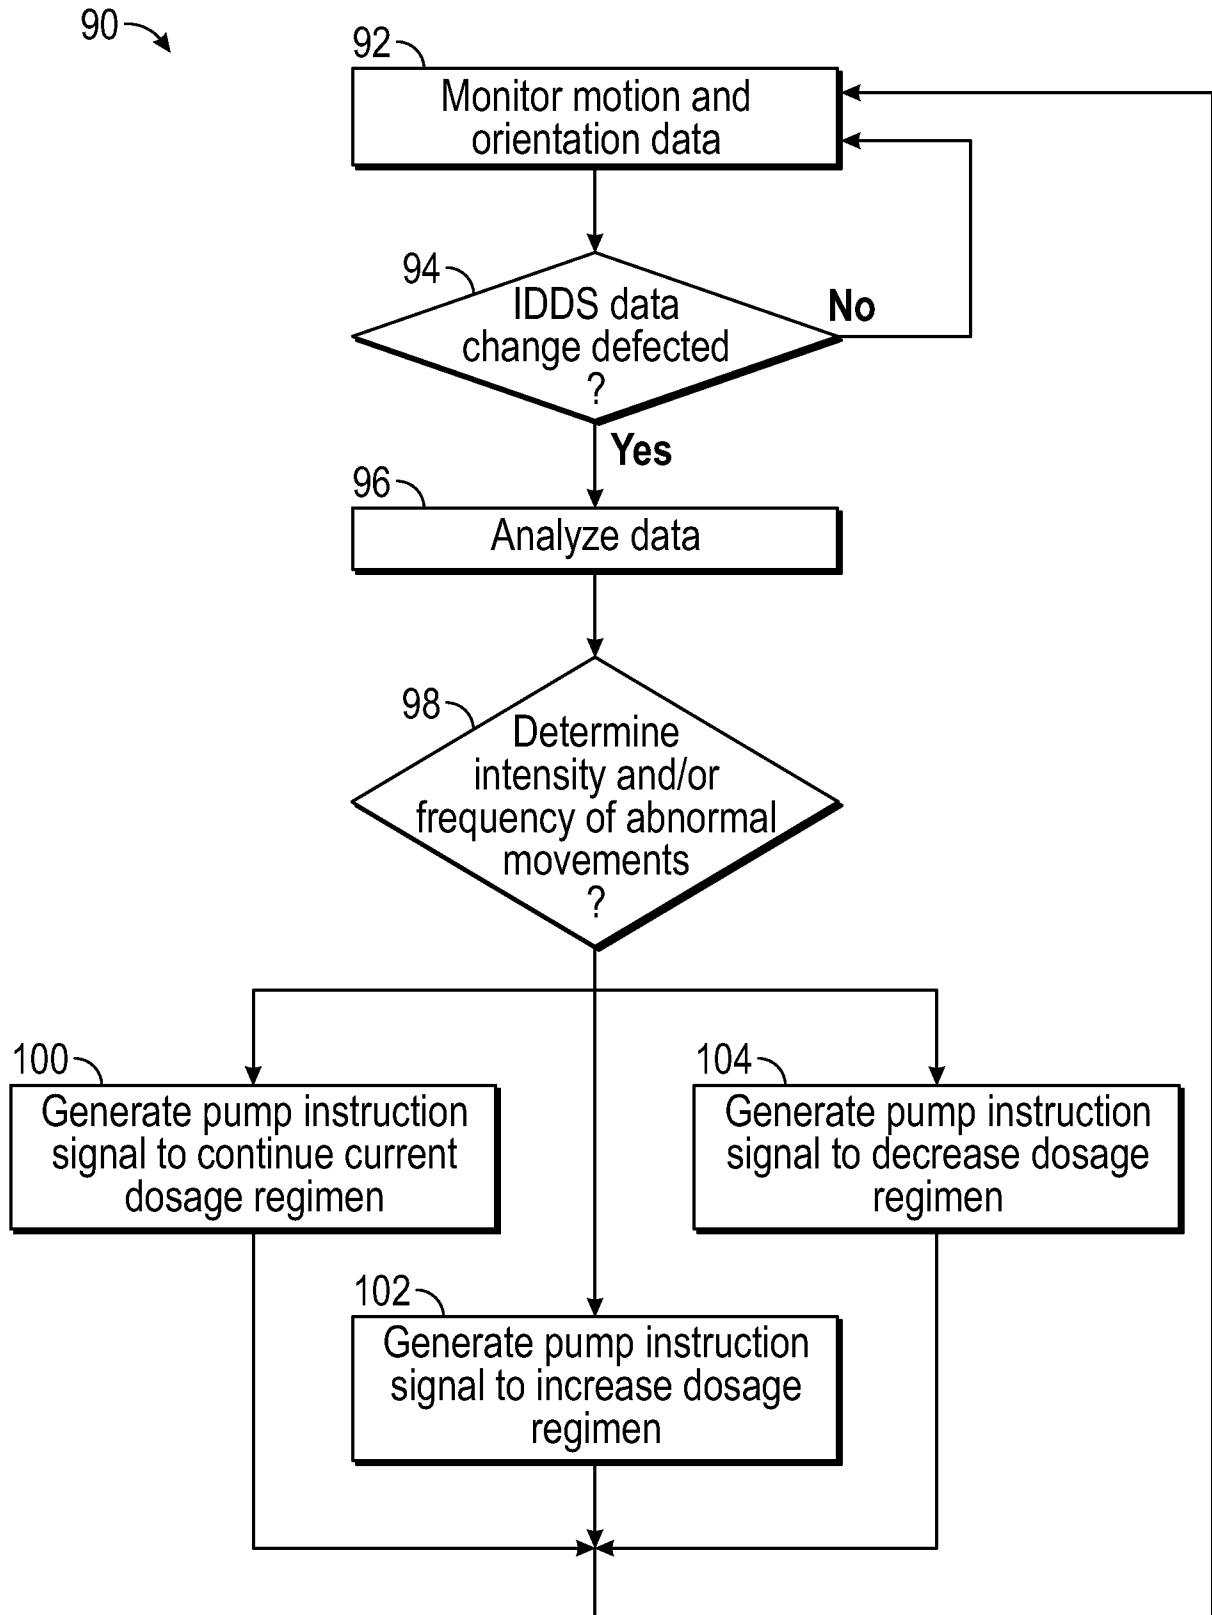 90
92
Monitor motion and
orientation data
94
IDDS data
change defected
?
No
Yes
96
Analyze data
98
Determine
intensity and/or
frequency of abnormal
movements
?
100
Generate pump instruction
signal to continue current
dosage regimen
104
Generate pump instruction
signal to decrease dosage
regimen
102
Generate pump instruction
signal to increase dosage
regimen